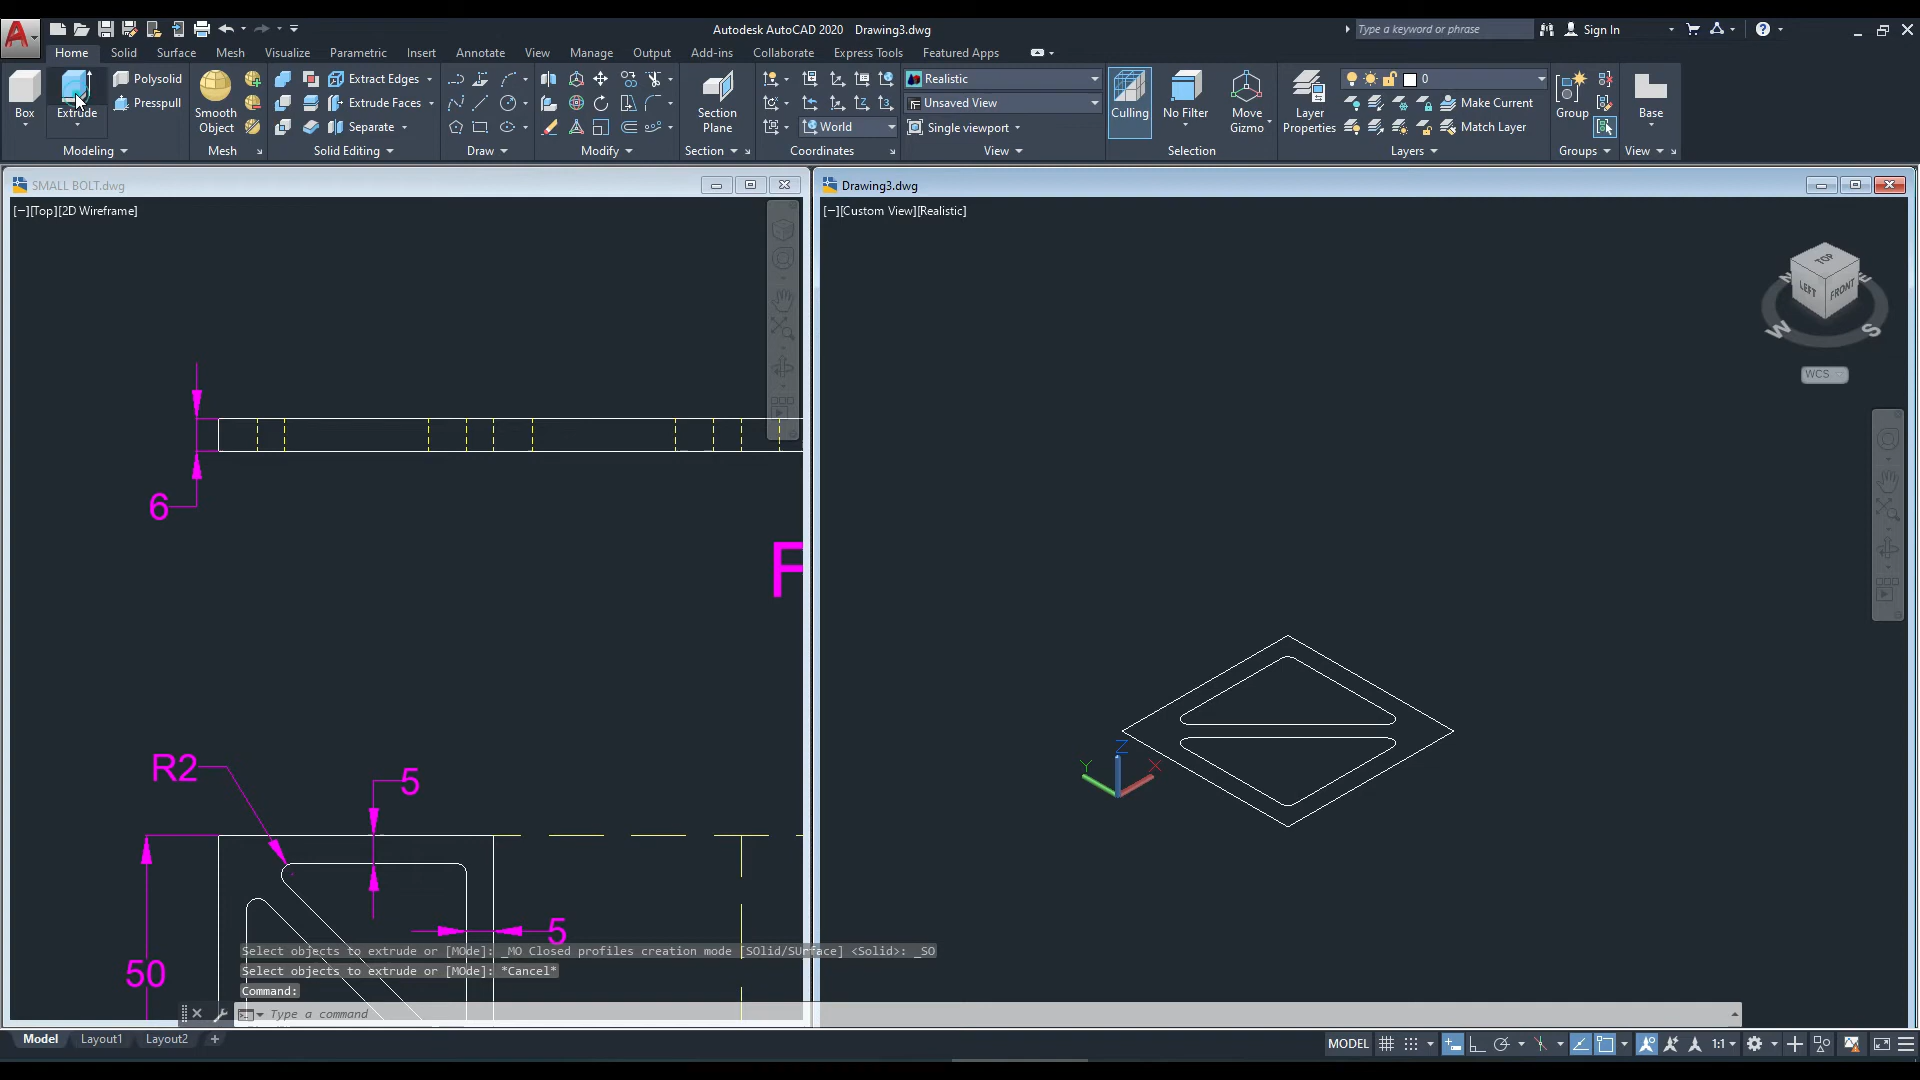 Autodesk AutoCAD 2020   Drawing3.dwg
Type a keyword or phrase
Sign In
Home Solid Surface Mesh Visualize Parametric Insert Annotate View Manage Output Add-ins Collaborate Express Tools Featured Apps
Box
Extrude
Polysolid
Presspull
Smooth
Object
Extract Edges
Extrude Faces
Separate
Section
Plane
World
Realistic
Unsaved View
Single viewport
Culling
No Filter
Move
Gizmo
Layer
Properties
0
Make Current
Match Layer
Group
Base
Modeling
Mesh
Solid Editing
Draw
Modify
Section
Coordinates
View
Selection
Layers
Groups
View
SMALL BOLT.dwg
Drawing3.dwg
[−][Top][2D Wireframe]
[−][Custom View][Realistic]
TOP
LEFT
FRONT
N
E
W
S
WCS
6
F
R2
5
5
50
Z
Y
X
Select objects to extrude or [MOde]: _MO Closed profiles creation mode [SOlid/SUrface] <Solid>: _SO
Select objects to extrude or [MOde]: *Cancel*
Command:
Type a command
Model
Layout1
Layout2
MODEL
1:1